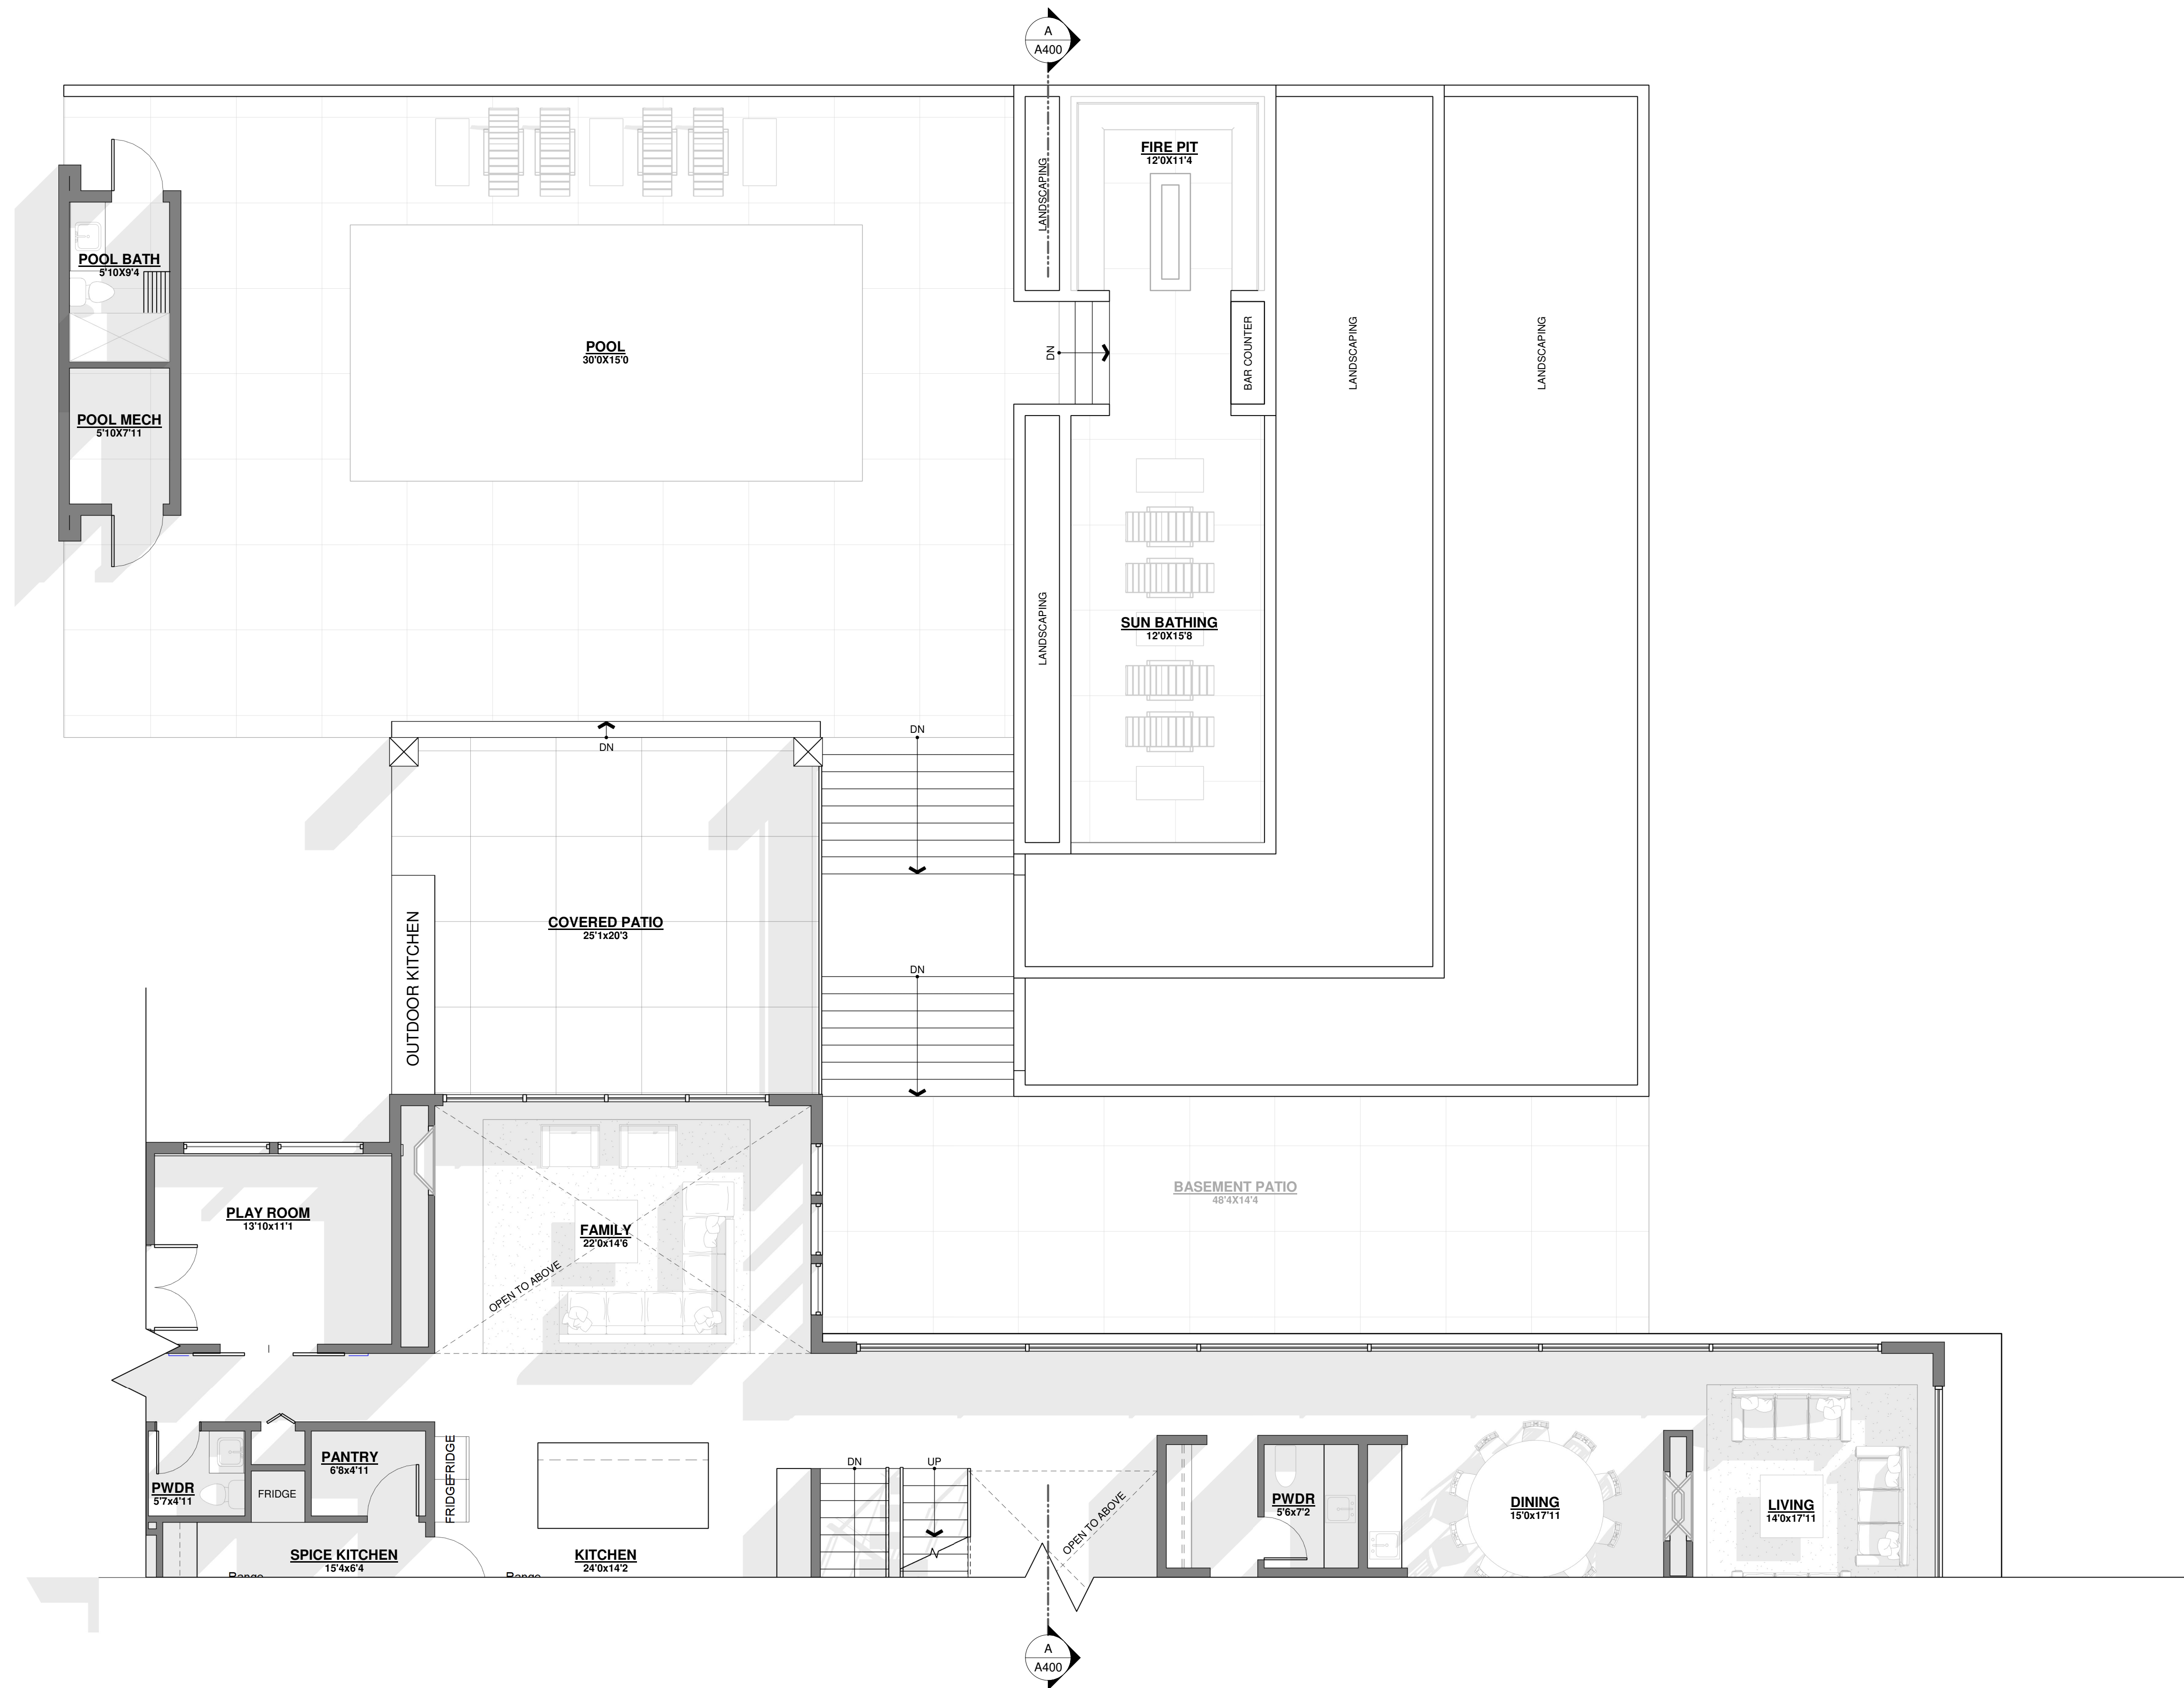 A
A400
FIRE PIT
12'0X11'4
LANDSCAPING
POOL BATH
5'10X9'4
POOL
30'0X15'0
DN
BAR COUNTER
LANDSCAPING
LANDSCAPING
POOL MECH
5'10X7'11
LANDSCAPING
SUN BATHING
12'0X15'8
DN
DN
OUTDOOR KITCHEN
COVERED PATIO
25'1x20'3
DN
BASEMENT PATIO
48'4X14'4
PLAY ROOM
13'10x11'1
FAMILY
22'0x14'6
OPEN TO ABOVE
PANTRY
6'8x4'11
FRIDGE
FRIDGE
PWDR
5'7x4'11
FRIDGE
DN
UP
OPEN TO ABOVE
PWDR
5'6x7'2
DINING
15'0x17'11
LIVING
14'0x17'11
SPICE KITCHEN
15'4x6'4
KITCHEN
24'0x14'2
Range
Range
A
A400